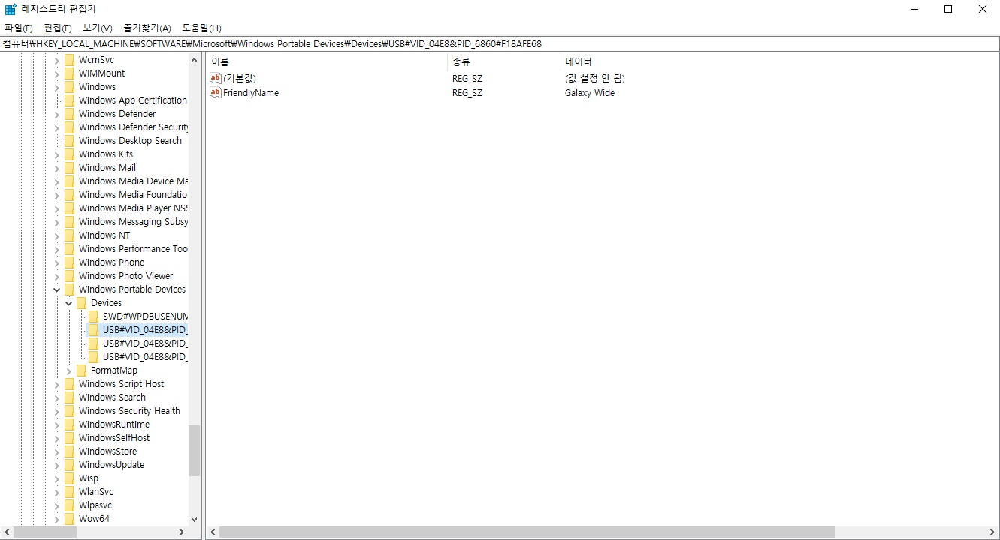 레지스트리 편집기
파일(F) 편집(E) 보기(V) 즐겨찾기(A) 도움말(H)
컴퓨터₩HKEY_LOCAL_MACHINE₩SOFTWARE₩Microsoft₩Windows Portable Devices₩Devices₩USB#VID_04E8&PID_6860#F18AFE68
WcmSvc
WIMMount
Windows
Windows App Certification
Windows Defender
Windows Defender Security
Windows Desktop Search
Windows Kits
Windows Mail
Windows Media Device Ma
Windows Media Foundatio
Windows Media Player NSS
Windows Messaging Subsy
Windows NT
Windows Performance Too
Windows Phone
Windows Photo Viewer
Windows Portable Devices
Devices
SWD#WPDBUSENUM
USB#VID_04E8&PID_
USB#VID_04E8&PID_
USB#VID_04E8&PID_
FormatMap
Windows Script Host
Windows Search
Windows Security Health
WindowsRuntime
WindowsSelfHost
WindowsStore
WindowsUpdate
Wisp
WlanSvc
Wlpasvc
Wow64
이름 종류 데이터
ab (기본값) REG_SZ (값 설정 안 됨)
ab FriendlyName REG_SZ Galaxy Wide